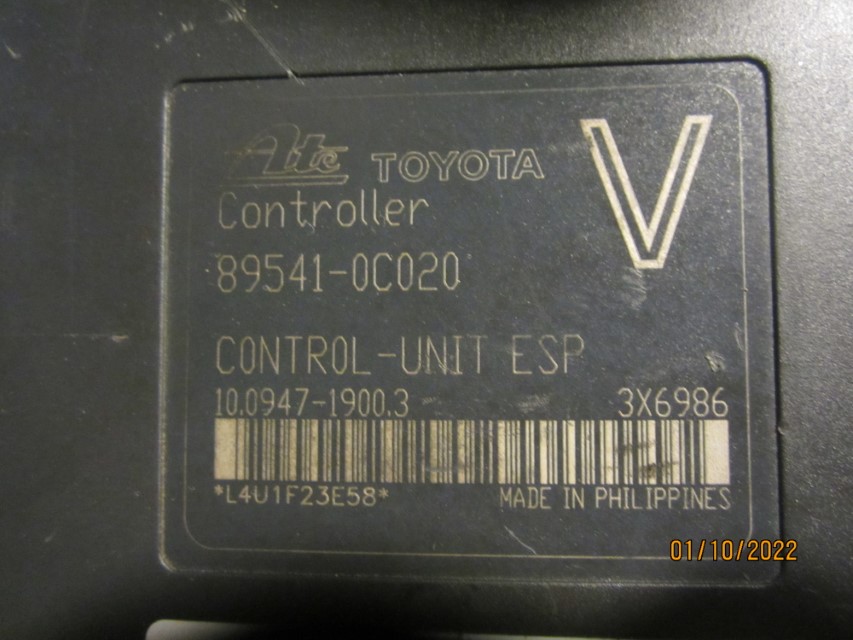 Ate TOYOTA V
Controller
89541-0C020
CONTROL-UNIT ESP
10.0947-1900.3 3X6986
*L4U1F23E58* MADE IN PHILIPPINES
01/10/2022